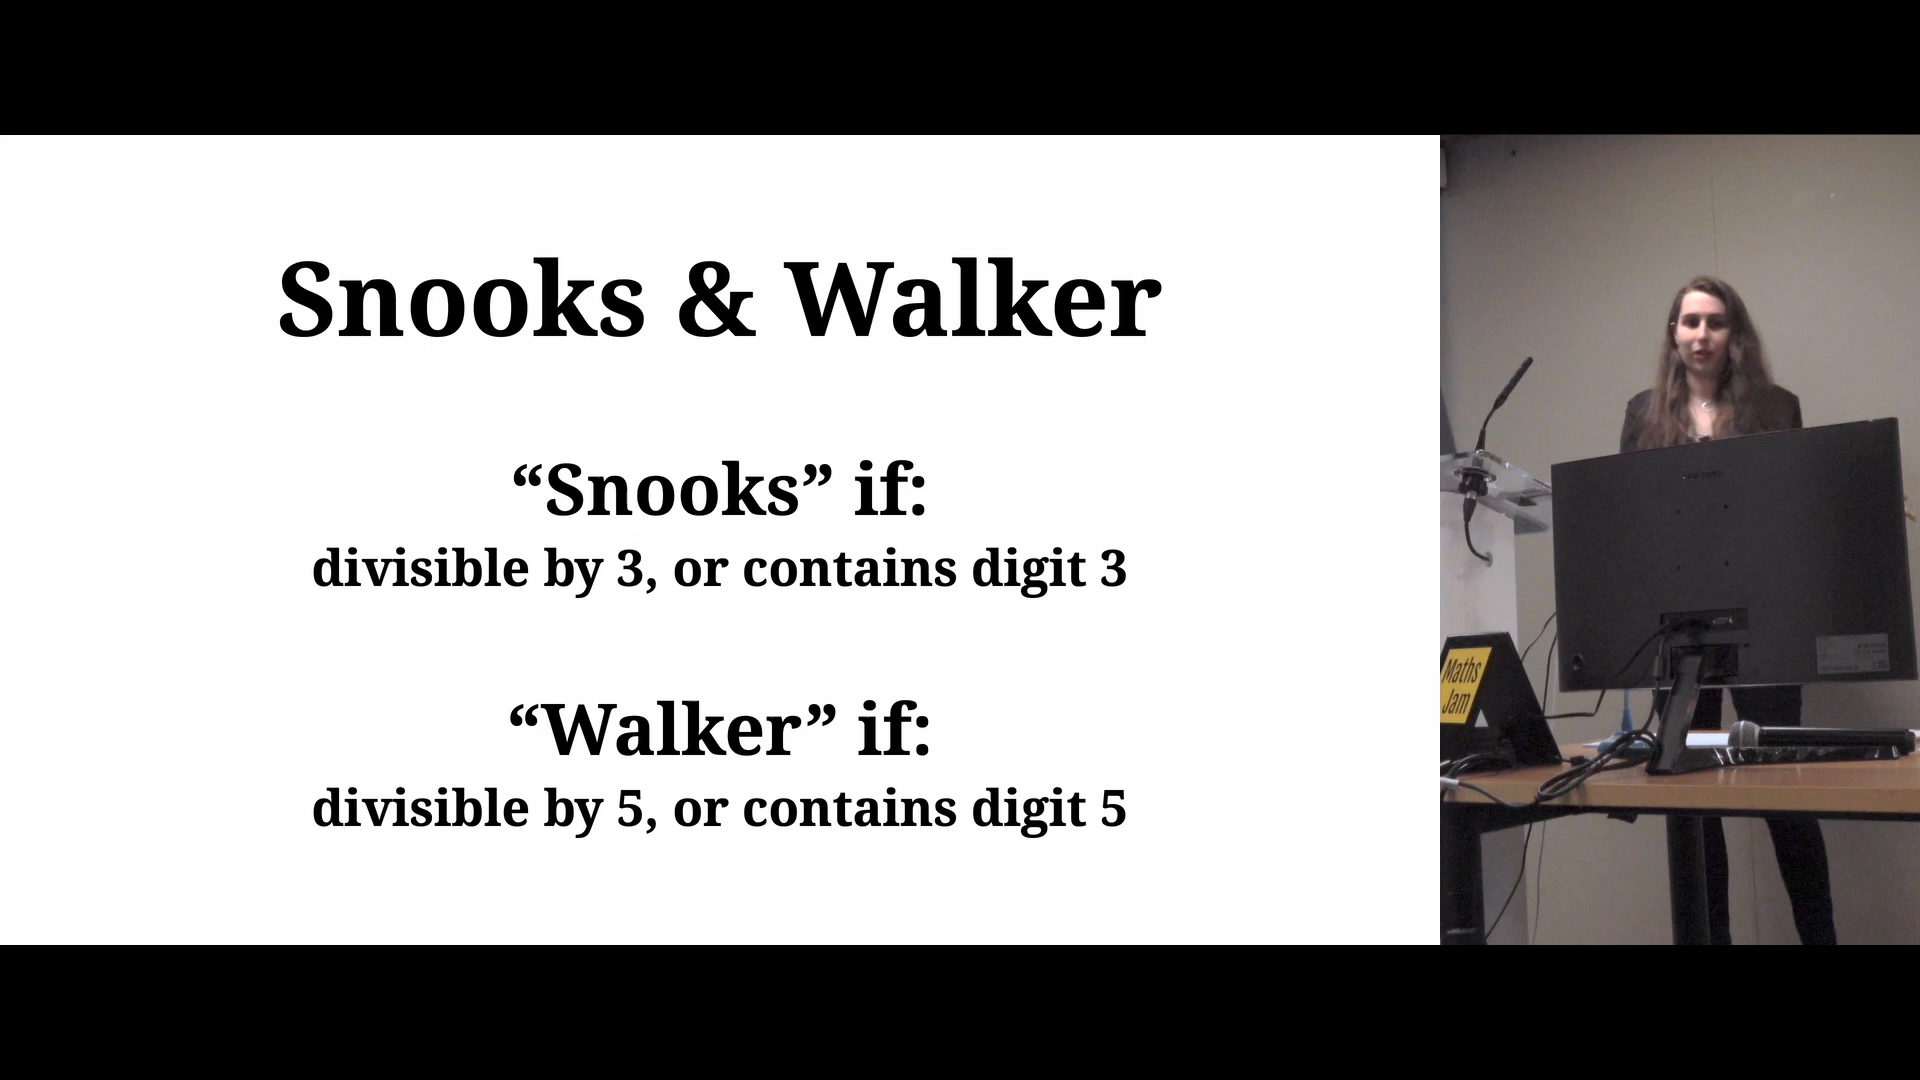 Snooks & Walker
“Snooks” if:
divisible by 3, or contains digit 3
“Walker” if:
divisible by 5, or contains digit 5
Maths
Jam